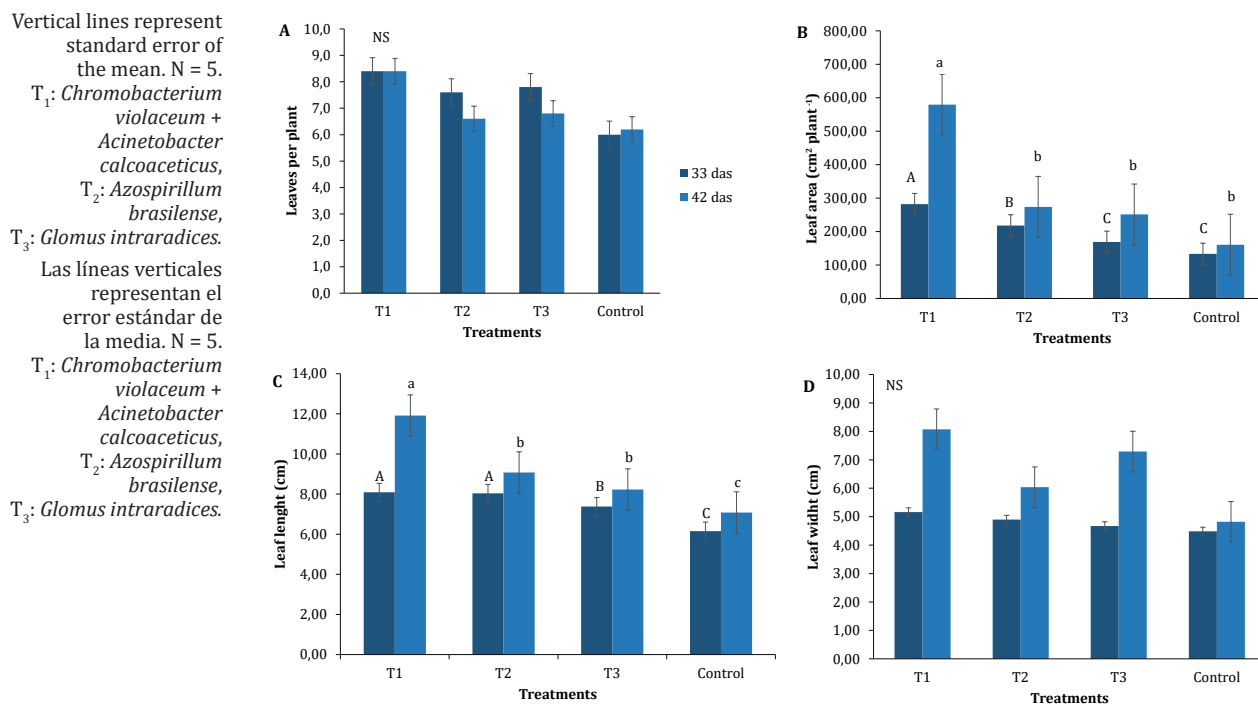 Vertical lines represent
standard error of
the mean. N = 5.
T₁: Chromobacterium
violaceum +
Acinetobacter
calcoaceticus,
T₂: Azospirillum
brasilense,
T₃: Glomus intraradices.
Las líneas verticales
representan el
error estándar de
la media. N = 5.
T₁: Chromobacterium
violaceum +
Acinetobacter
calcoaceticus,
T₂: Azospirillum
brasilense,
T₃: Glomus intraradices.
A
Leaves per plant
10,0
9,0
8,0
7,0
6,0
5,0
4,0
3,0
2,0
1,0
0,0
NS
T1 T2 T3 Control
Treatments
33 das
42 das
B
Leaf area (cm² plant⁻¹)
800,00
700,00
600,00
500,00
400,00
300,00
200,00
100,00
0,00
A a B b C b C b
T1 T2 T3 Control
Treatments
C
Leaf lenght (cm)
14,00
12,00
10,00
8,00
6,00
4,00
2,00
0,00
A a A b B b C c
T1 T2 T3 Control
Treatments
D
Leaf widht (cm)
10,00
9,00
8,00
7,00
6,00
5,00
4,00
3,00
2,00
1,00
0,00
NS
T1 T2 T3 Control
Treatments